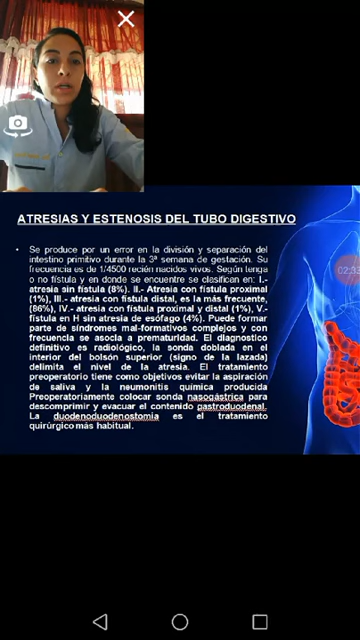 ATRESIAS Y ESTENOSIS DEL TUBO DIGESTIVO
• Se produce por un error en la división y separación del
intestino primitivo durante la 3ª semana de gestación. Su
frecuencia es de 1/4500 recién nacidos vivos. Según tenga
o no fístula y en donde se encuentre se clasifican en: I.-
atresia sin fístula (8%). II.- Atresia con fístula proximal
(1%), III.- atresia con fístula distal, es la más frecuente,
(86%), IV.- atresia con fístula proximal y distal (1%), V.-
fístula en H sin atresia de esófago (4%). Puede formar
parte de síndromes mal-formativos complejos y con
frecuencia se asocia a prematuridad. El diagnostico
definitivo es radiológico, la sonda doblada en el
interior del bolsón superior (signo de la lazada)
delimita el nivel de la atresia. El tratamiento
preoperatorio tiene como objetivos evitar la aspiración
de saliva y la neumonitis química producida
Preoperatoriamente colocar sonda nasogástrica para
descomprimir y evacuar el contenido gastroduodenal.
La duodenoduodenostomia es el tratamiento
quirúrgico más habitual.